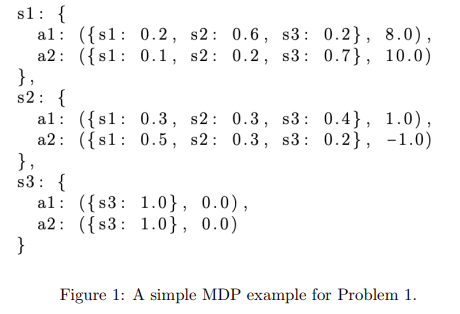 s1: {
a1: ({s1: 0.2, s2: 0.6, s3: 0.2}, 8.0),
a2: ({s1: 0.1, s2: 0.2, s3: 0.7}, 10.0)
},
s2: {
a1: ({s1: 0.3, s2: 0.3, s3: 0.4}, 1.0),
a2: ({s1: 0.5, s2: 0.3, s3: 0.2}, -1.0)
},
s3: {
a1: ({s3: 1.0}, 0.0),
a2: ({s3: 1.0}, 0.0)
}
Figure 1: A simple MDP example for Problem 1.